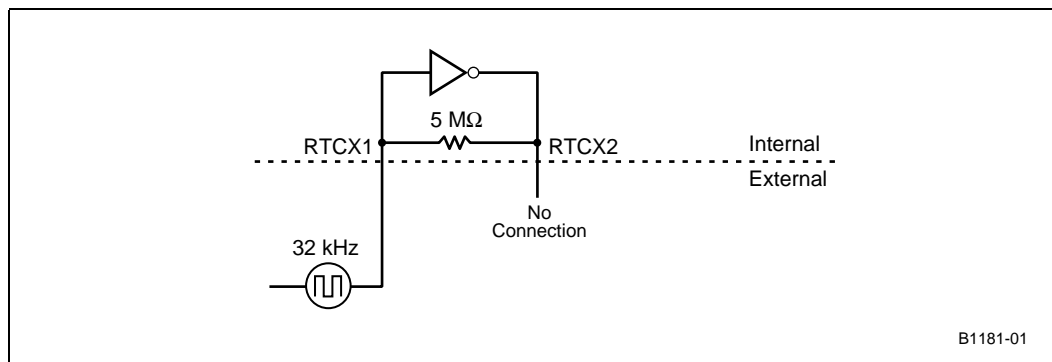 5 MΩ
RTCX1
RTCX2
Internal
External
No
Connection
32 kHz
B1181-01